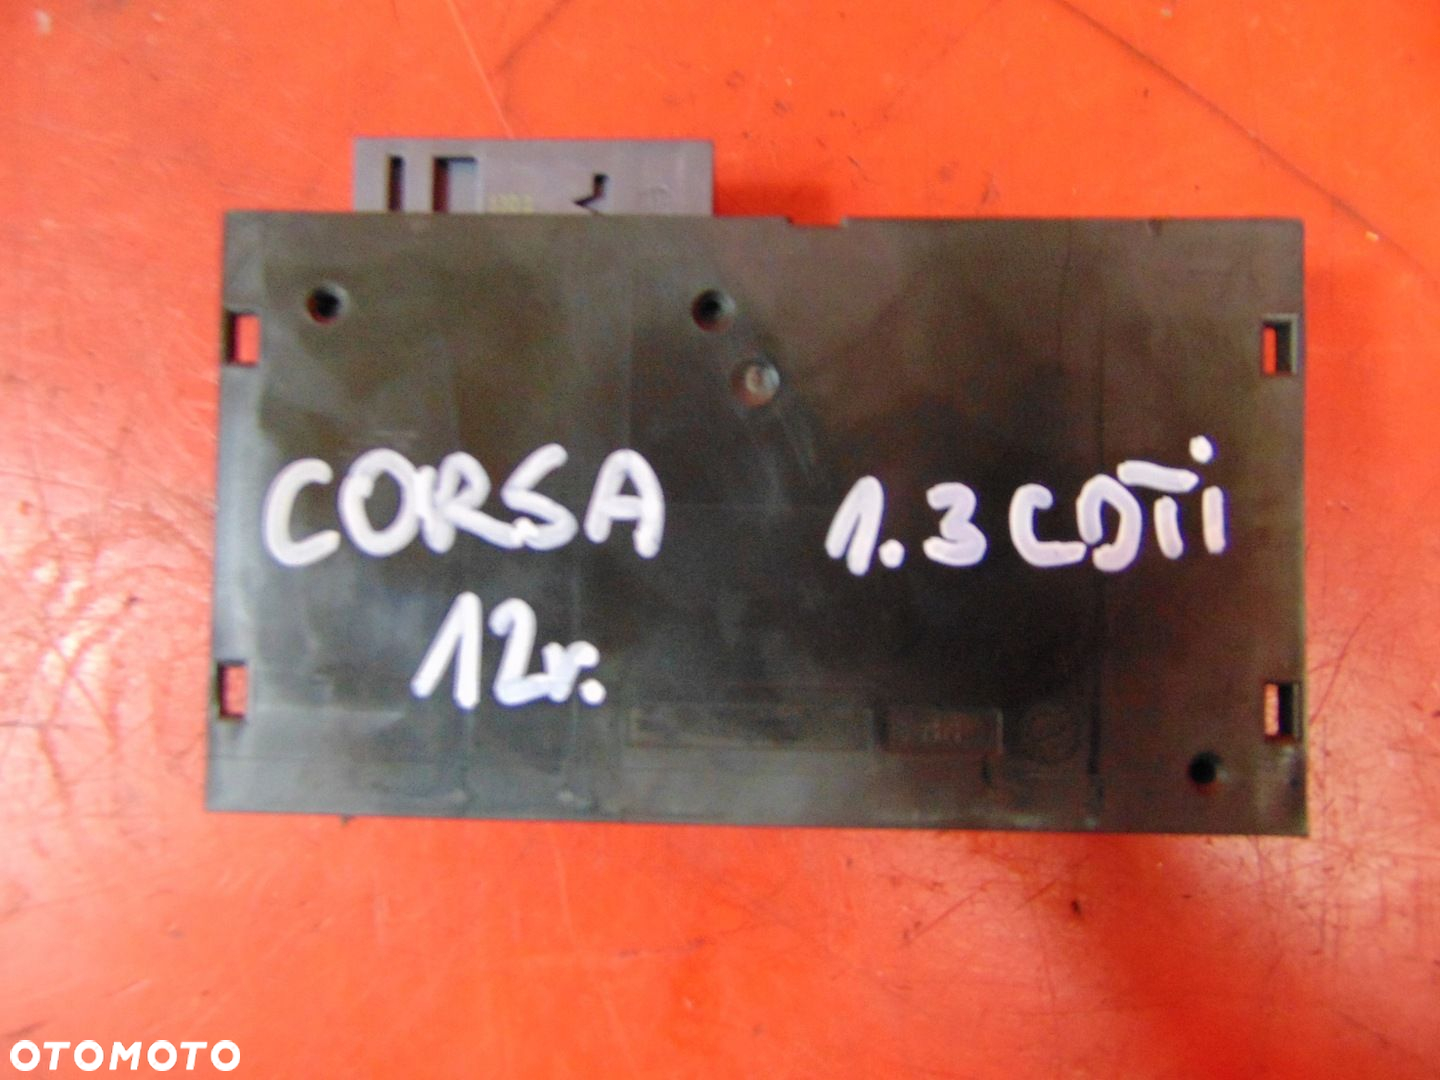 CORSA 1.3 CDTi
12r.
OTOMOTO